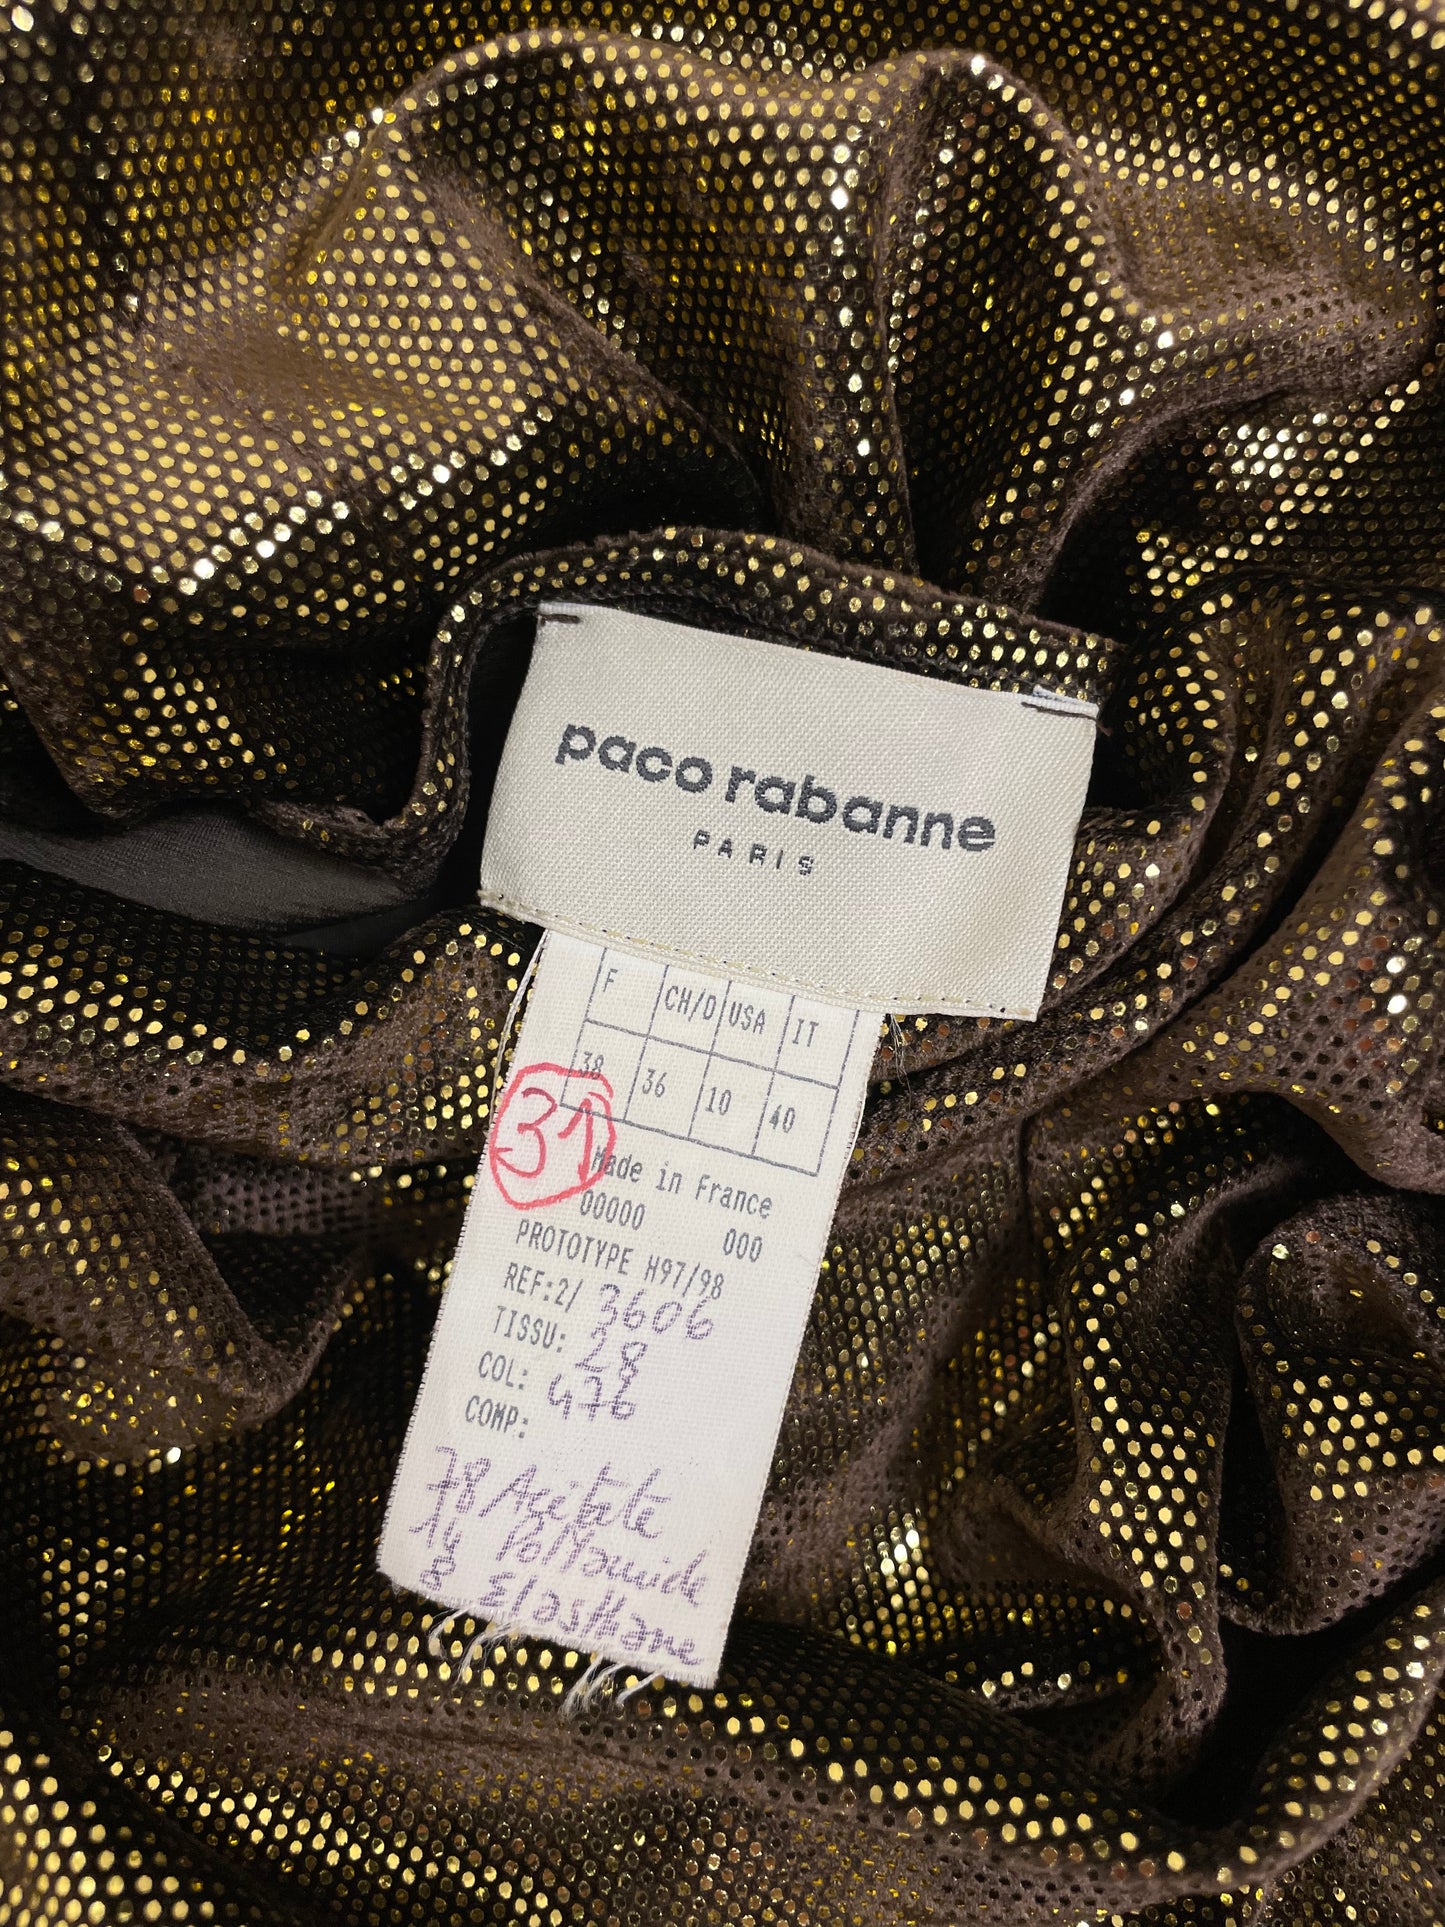 paco rabanne
PARIS
F CH/D USA IT
38 36 10 40
31
Made in France
00000 000
PROTOTYPE H97/98
REF:2/ 3606
TISSU: 28
COL: 476
COMP:
78 Acétate
14 Polyamide
8 Elasthane